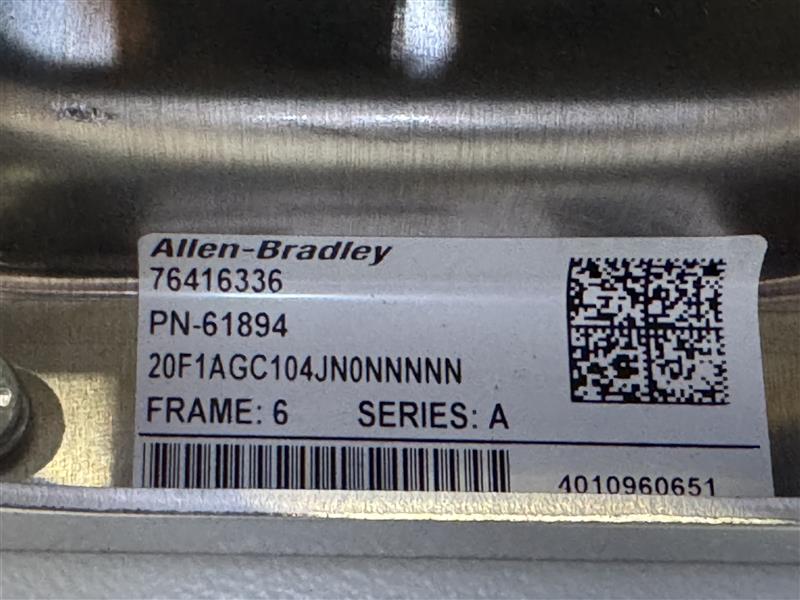 Allen-Bradley
76416336
PN-61894
20F1AGC104JN0NNNNN
FRAME: 6 SERIES: A
4010960651